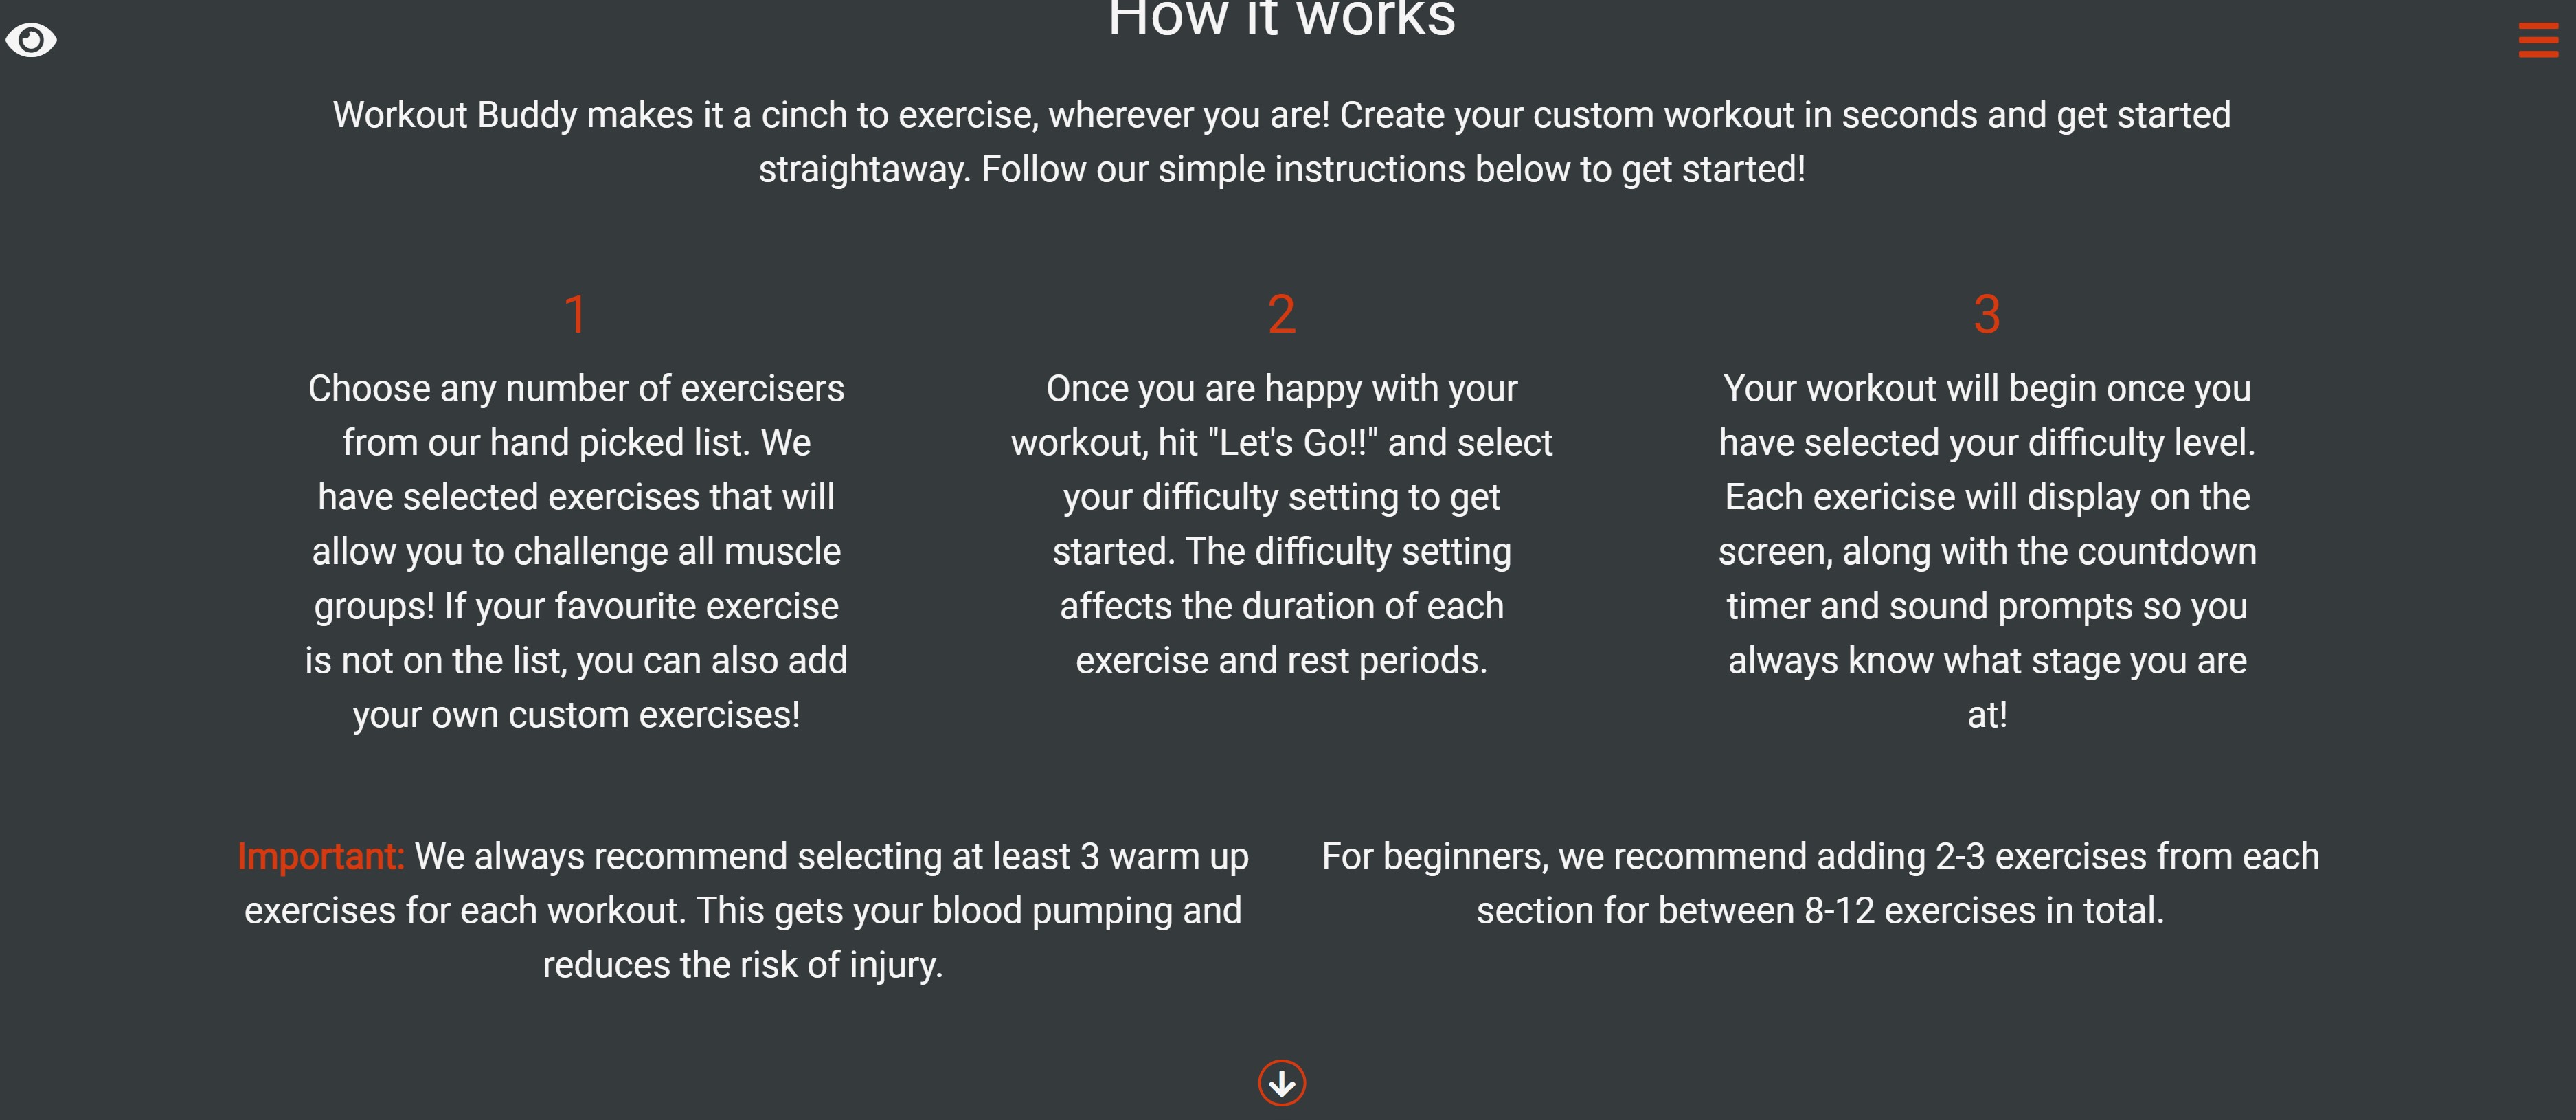 How it works
Workout Buddy makes it a cinch to exercise, wherever you are! Create your custom workout in seconds and get started
straightaway. Follow our simple instructions below to get started!
1
Choose any number of exercisers
from our hand picked list. We
have selected exercises that will
allow you to challenge all muscle
groups! If your favourite exercise
is not on the list, you can also add
your own custom exercises!
2
Once you are happy with your
workout, hit "Let's Go!!" and select
your difficulty setting to get
started. The difficulty setting
affects the duration of each
exercise and rest periods.
3
Your workout will begin once you
have selected your difficulty level.
Each exericise will display on the
screen, along with the countdown
timer and sound prompts so you
always know what stage you are
at!
Important: We always recommend selecting at least 3 warm up
exercises for each workout. This gets your blood pumping and
reduces the risk of injury.
For beginners, we recommend adding 2-3 exercises from each
section for between 8-12 exercises in total.